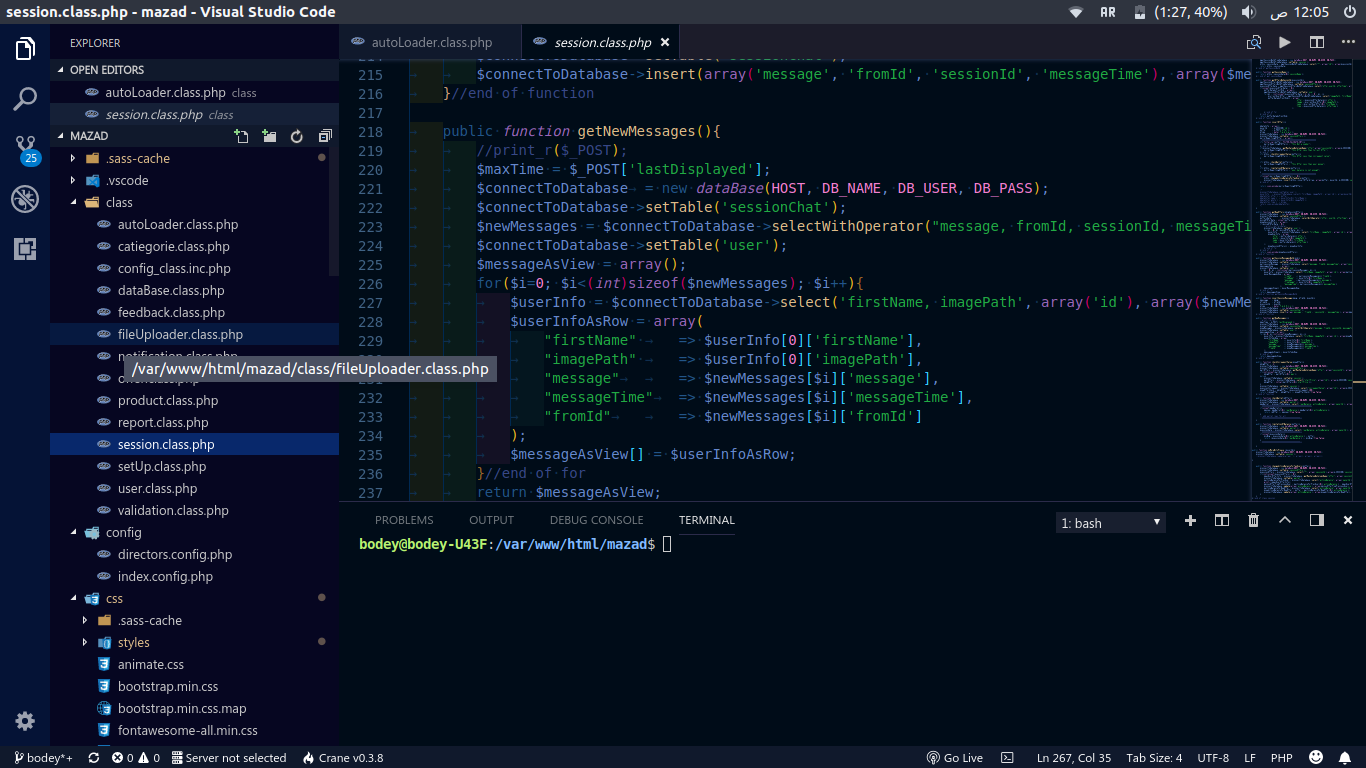 session.class.php - mazad - Visual Studio Code
AR
(1:27, 40%)
12:05 ص
EXPLORER
OPEN EDITORS
autoLoader.class.php class
session.class.php class
MAZAD
.sass-cache
.vscode
class
autoLoader.class.php
catiegorie.class.php
config_class.inc.php
dataBase.class.php
feedback.class.php
fileUploader.class.php
notification.class.php
/var/www/html/mazad/class/fileUploader.class.php
product.class.php
report.class.php
session.class.php
setUp.class.php
user.class.php
validation.class.php
config
directors.config.php
index.config.php
css
.sass-cache
styles
animate.css
bootstrap.min.css
bootstrap.min.css.map
fontawesome-all.min.css
25
autoLoader.class.php
session.class.php
215 $connectToDatabase->insert(array('message', 'fromId', 'sessionId', 'messageTime'), array($me
216 }//end of function
217
218 public function getNewMessages(){
219 //print_r($_POST);
220 $maxTime = $_POST['lastDisplayed'];
221 $connectToDatabase = new dataBase(HOST, DB_NAME, DB_USER, DB_PASS);
222 $connectToDatabase->setTable('sessionChat');
223 $newMessages = $connectToDatabase->selectWithOperator("message, fromId, sessionId, messageTi
224 $connectToDatabase->setTable('user');
225 $messageAsView = array();
226 for($i=0; $i<(int)sizeof($newMessages); $i++){
227 $userInfo = $connectToDatabase->select('firstName, imagePath', array('id'), array($newMe
228 $userInfoAsRow = array(
229 "firstName" => $userInfo[0]['firstName'],
"imagePath" => $userInfo[0]['imagePath'],
231 "message" => $newMessages[$i]['message'],
232 "messageTime" => $newMessages[$i]['messageTime'],
233 "fromId" => $newMessages[$i]['fromId']
234 );
235 $messageAsView[] = $userInfoAsRow;
236 }//end of for
237 return $messageAsView;
PROBLEMS OUTPUT DEBUG CONSOLE TERMINAL
1: bash
bodey@bodey-U43F:/var/www/html/mazad$
bodey*+ 0 0 Server not selected Crane v0.3.8 Go Live Ln 267, Col 35 Tab Size: 4 UTF-8 LF PHP